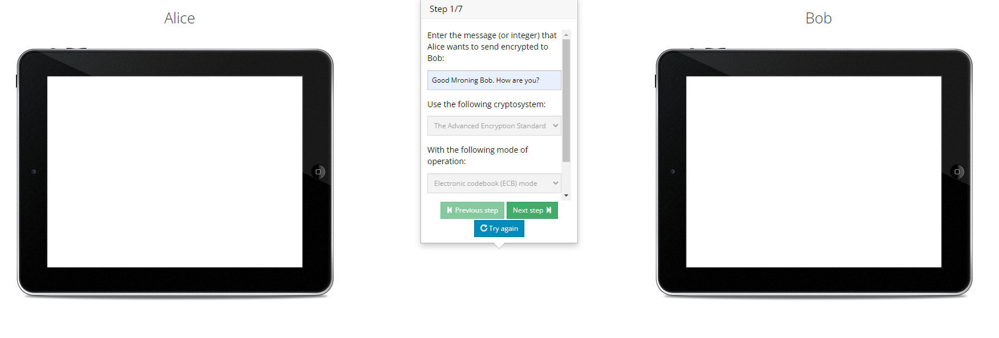 Alice
Step 1/7
Bob
Enter the message (or integer) that
Alice wants to send encrypted to
Bob:
Good Mroning Bob. How are you?
Use the following cryptosystem:
The Advanced Encryption Standard
With the following mode of
operation:
Electronic codebook (ECB) mode
Previous step
Next step
Try again